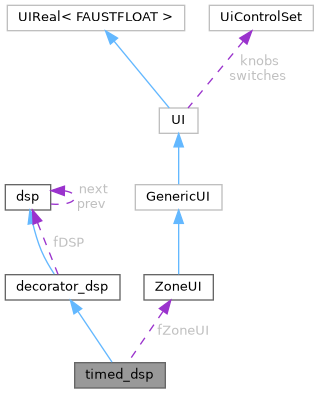 UIReal< FAUSTFLOAT >
UiControlSet
knobs
switches
UI
dsp
next
prev
GenericUI
fDSP
decorator_dsp
ZoneUI
fZoneUI
timed_dsp